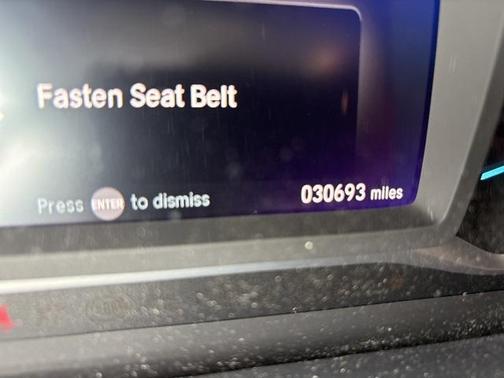 Fasten Seat Belt
Press ENTER to dismiss
030693 miles